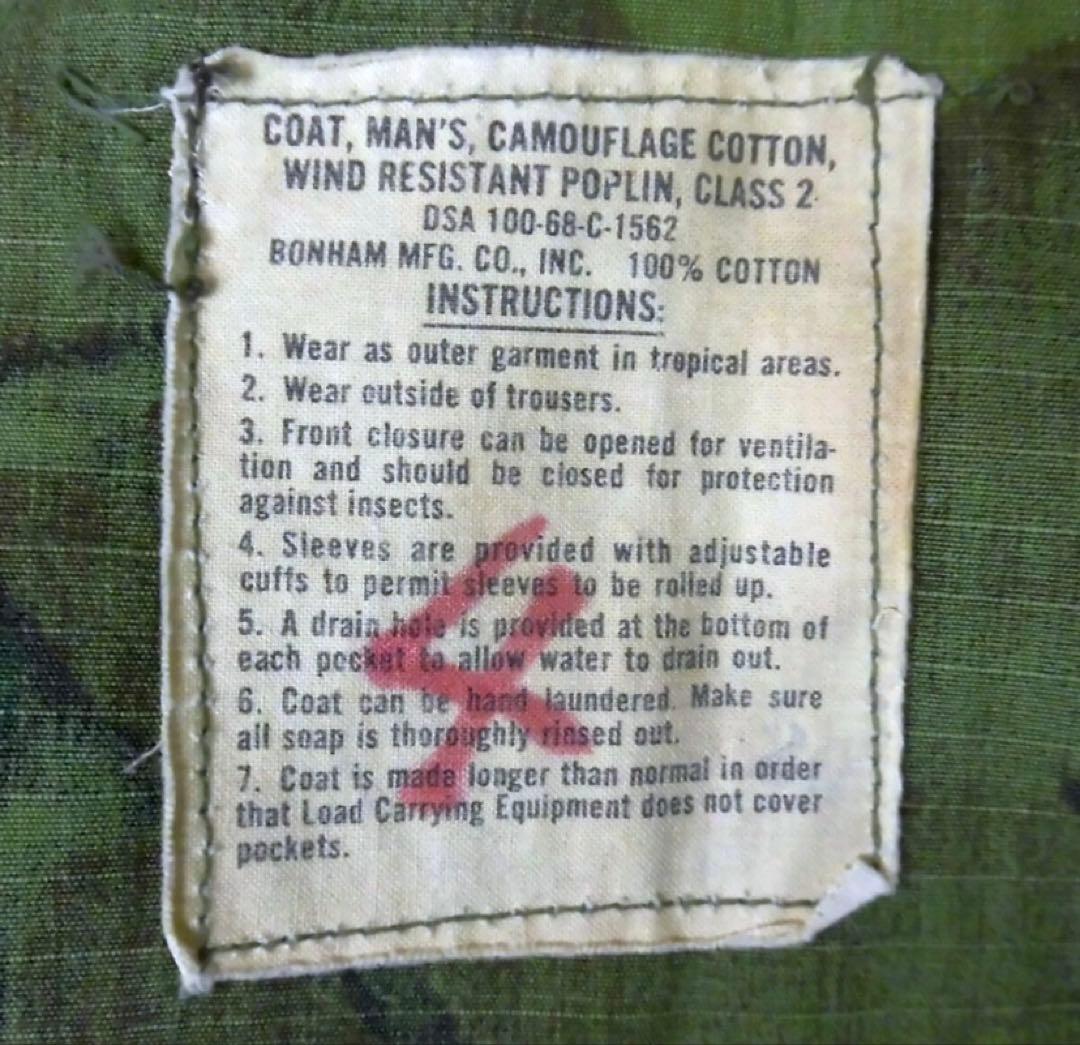 COAT, MAN'S, CAMOUFLAGE COTTON,
WIND RESISTANT POPLIN, CLASS 2
DSA 100-68-C-1562
BONHAM MFG. CO., INC. 100% COTTON
INSTRUCTIONS:
1. Wear as outer garment in tropical areas.
2. Wear outside of trousers.
3. Front closure can be opened for ventila-
tion and should be closed for protection
against insects.
4. Sleeves are provided with adjustable
cuffs to permit sleeves to be rolled up.
5. A drain hole is provided at the bottom of
each pocket to allow water to drain out.
6. Coat can be hand laundered. Make sure
all soap is thoroughly rinsed out.
7. Coat is made longer than normal in order
that Load Carrying Equipment does not cover
pockets.